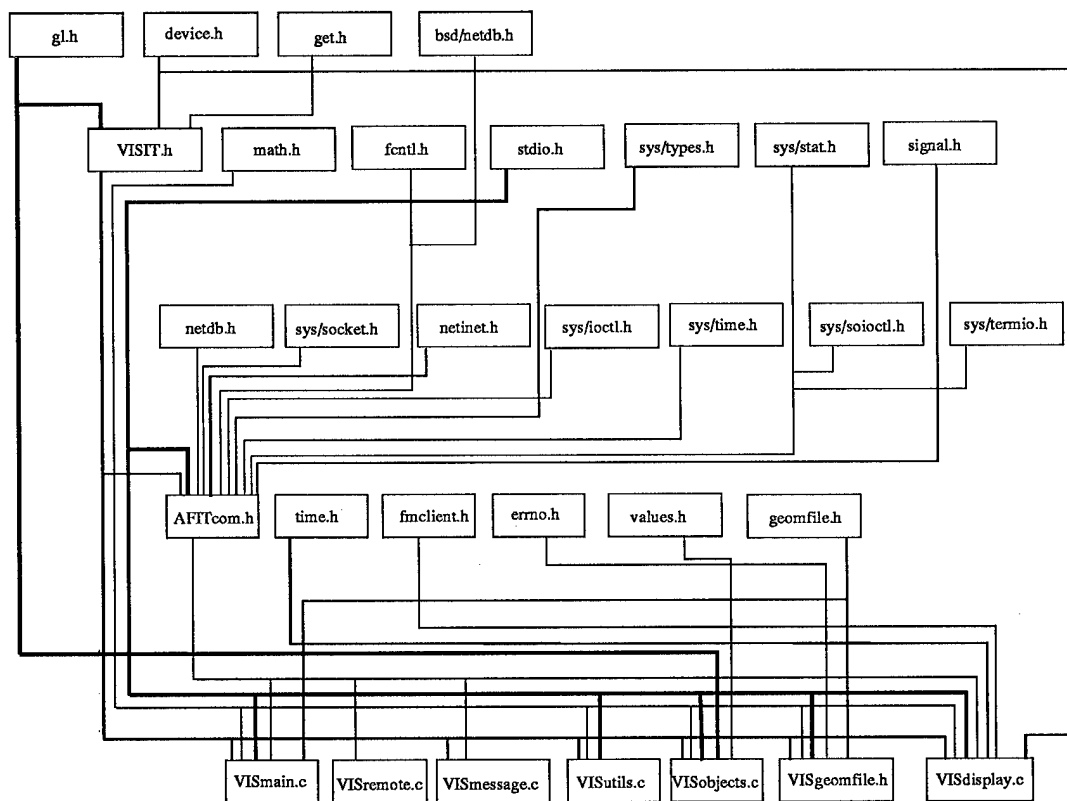 gl.h
device.h
get.h
bsd/netdb.h
VISIT.h
math.h
fcntl.h
stdio.h
sys/types.h
sys/stat.h
signal.h
netdb.h
sys/socket.h
netinet.h
sys/ioctl.h
sys/time.h
sys/soioctl.h
sys/termio.h
AFITcom.h
time.h
fmclient.h
errno.h
values.h
geomfile.h
VISmain.c
VISremote.c
VISmessage.c
VISutils.c
VISobjects.c
VISgeomfile.h
VISdisplay.c